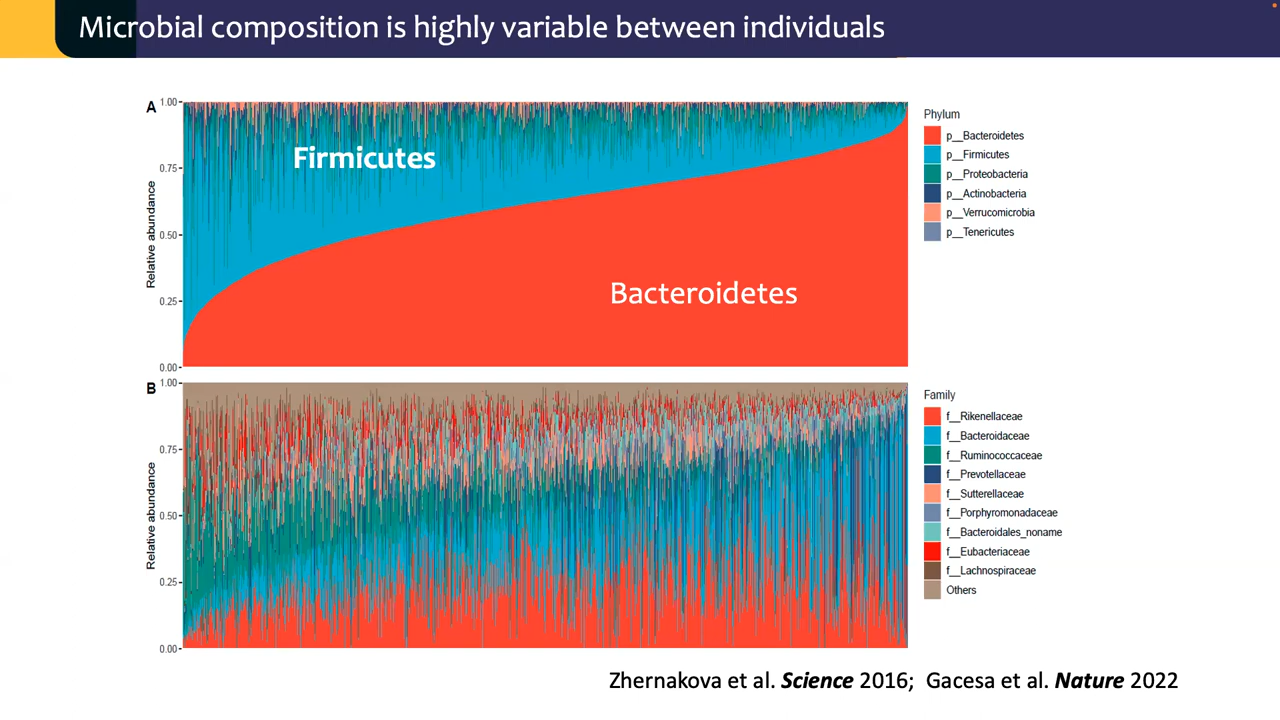 Microbial composition is highly variable between individuals
A
1.00
0.75
0.50
0.25
0.00
Relative abundance
Firmicutes
Bacteroidetes
Phylum
p__Bacteroidetes
p__Firmicutes
p__Proteobacteria
p__Actinobacteria
p__Verrucomicrobia
p__Tenericutes
B
1.00
0.75
0.50
0.25
0.00
Relative abundance
Family
f__Rikenellaceae
f__Bacteroidaceae
f__Ruminococcaceae
f__Prevotellaceae
f__Sutterellaceae
f__Porphyromonadaceae
f__Bacteroidales_noname
f__Eubacteriaceae
f__Lachnospiraceae
Others
Zhernakova et al. Science 2016; Gacesa et al. Nature 2022